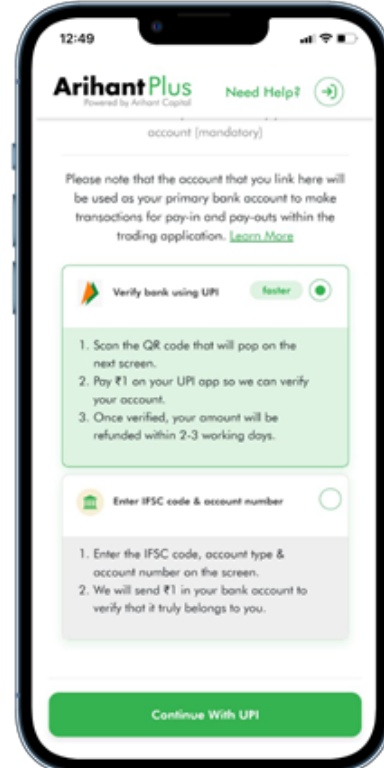 12:49
ArihantPlus
Powered by Arihant Capital
Need Help?
account (mandatory)
Please note that the account that you link here will
be used as your primary bank account to make
transactions for pay-in and pay-outs within the
trading application. Learn More
Verify bank using UPI
faster
1. Scan the QR code that will pop on the
next screen.
2. Pay ₹1 on your UPI app so we can verify
your account.
3. Once verified, your amount will be
refunded within 2-3 working days.
Enter IFSC code & account number
1. Enter the IFSC code, account type &
account number on the screen.
2. We will send ₹1 in your bank account to
verify that it truly belongs to you.
Continue With UPI